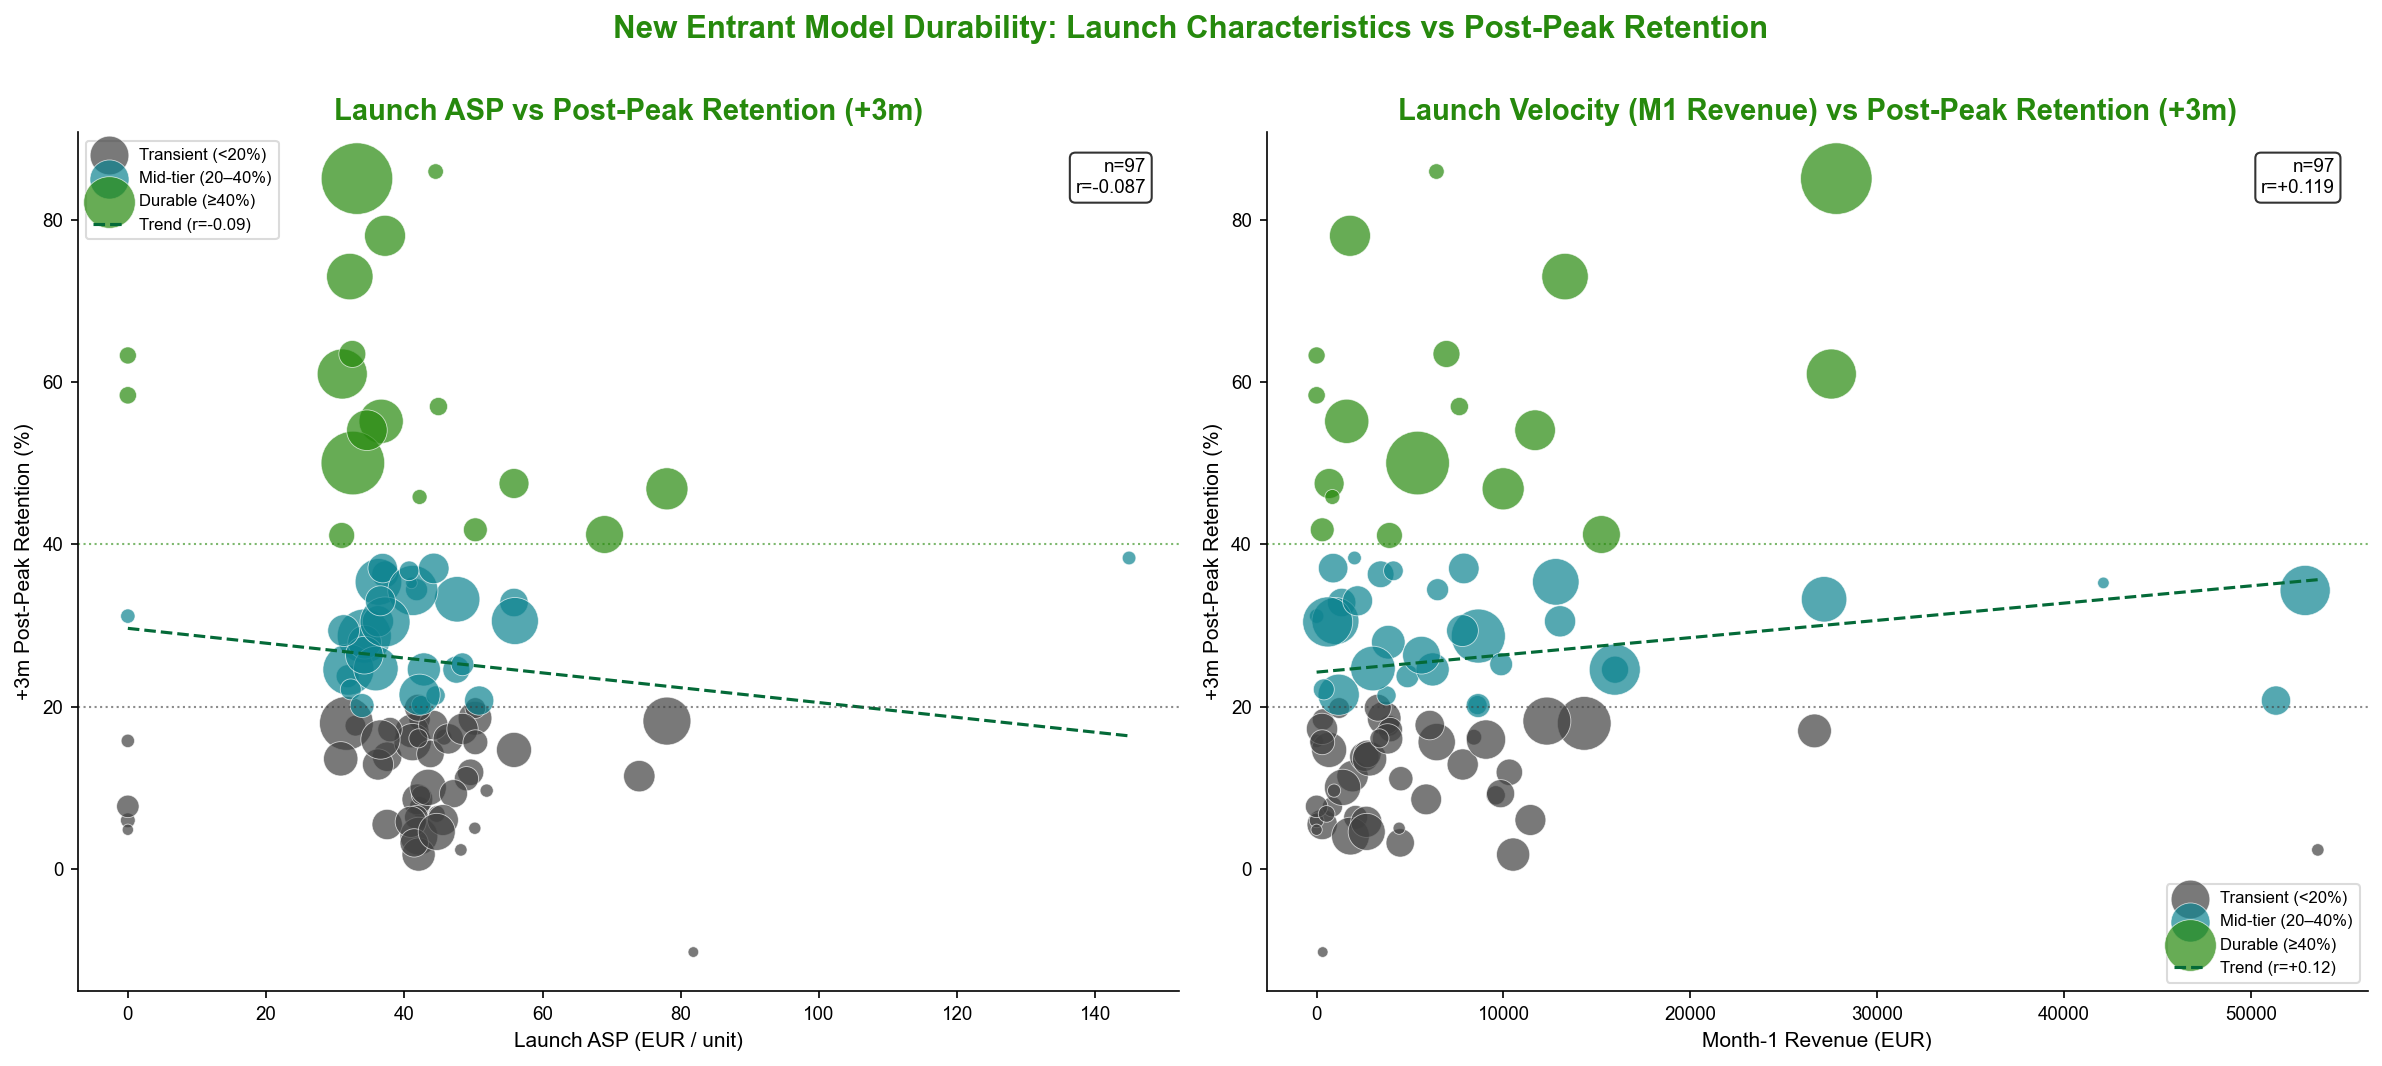 New Entrant Model Durability: Launch Characteristics vs Post-Peak Retention
Launch ASP vs Post-Peak Retention (+3m)
Transient (<20%)
Mid-tier (20–40%)
Durable (≥40%)
Trend (r=-0.09)
n=97
r=-0.087
+3m Post-Peak Retention (%)
80
60
40
20
0
0 20 40 60 80 100 120 140
Launch ASP (EUR / unit)
Launch Velocity (M1 Revenue) vs Post-Peak Retention (+3m)
n=97
r=+0.119
+3m Post-Peak Retention (%)
80
60
40
20
0
Transient (<20%)
Mid-tier (20–40%)
Durable (≥40%)
Trend (r=+0.12)
0 10000 20000 30000 40000 50000
Month-1 Revenue (EUR)